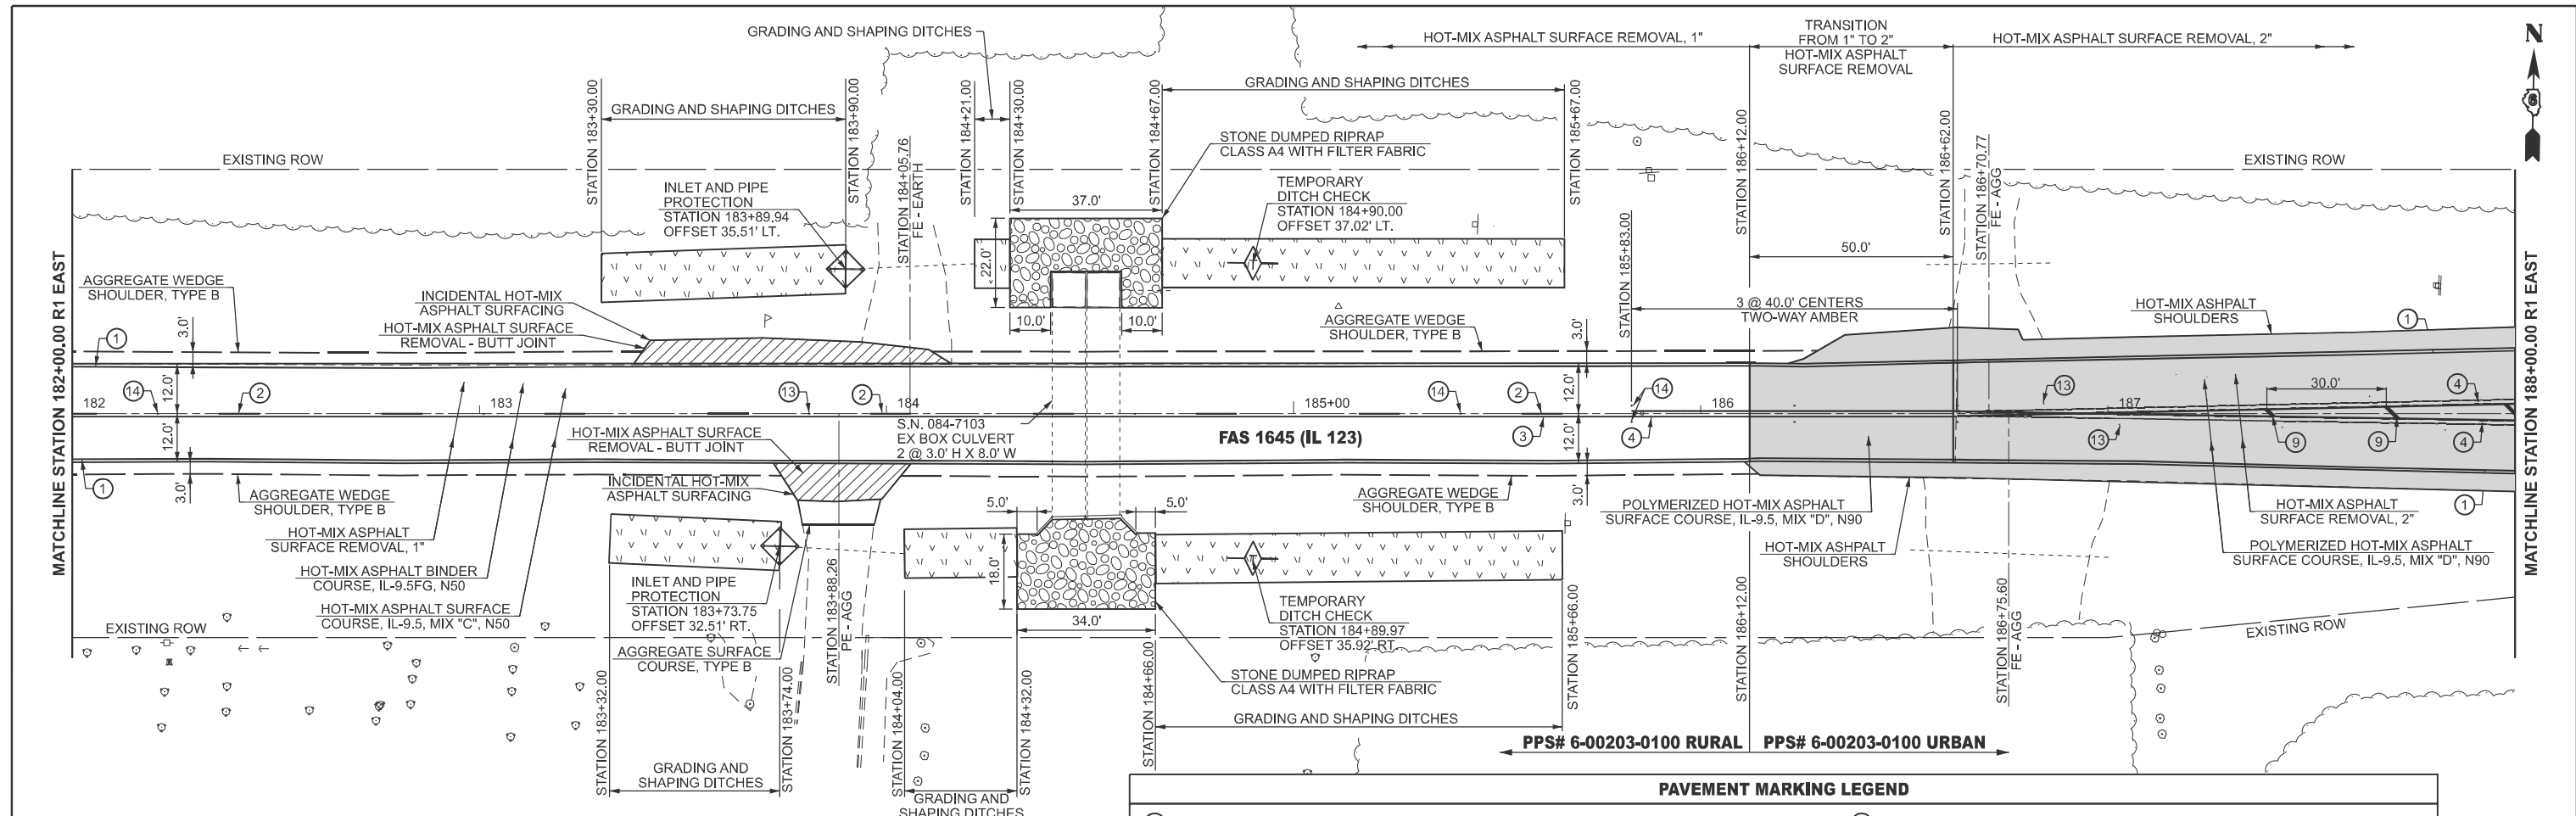 GRADING AND SHAPING DITCHES
HOT-MIX ASPHALT SURFACE REMOVAL, 1"
TRANSITION
FROM 1" TO 2"
HOT-MIX ASPHALT
SURFACE REMOVAL
HOT-MIX ASPHALT SURFACE REMOVAL, 2"
N
6
STATION 183+30.00
GRADING AND SHAPING DITCHES
STATION 183+90.00
STATION 184+05.76
FE - EARTH
STATION 184+21.00
STATION 184+30.00
STATION 184+67.00
GRADING AND SHAPING DITCHES
STATION 185+67.00
STATION 185+83.00
STATION 186+12.00
STATION 186+62.00
STATION 186+70.77
FE - AGG
EXISTING ROW
EXISTING ROW
STONE DUMPED RIPRAP
CLASS A4 WITH FILTER FABRIC
INLET AND PIPE
PROTECTION
STATION 183+89.94
OFFSET 35.51' LT.
37.0'
22.0'
10.0'
10.0'
TEMPORARY
DITCH CHECK
STATION 184+90.00
OFFSET 37.02' LT.
T
50.0'
3 @ 40.0' CENTERS
TWO-WAY AMBER
MATCHLINE STATION 182+00.00 R1 EAST
AGGREGATE WEDGE
SHOULDER, TYPE B
INCIDENTAL HOT-MIX
ASPHALT SURFACING
HOT-MIX ASPHALT SURFACE
REMOVAL - BUTT JOINT
AGGREGATE WEDGE
SHOULDER, TYPE B
HOT-MIX ASHPALT
SHOULDERS
MATCHLINE STATION 188+00.00 R1 EAST
1
3.0'
3.0'
1
14
12.0'
2
13
2
14
2
12.0'
14
13
30.0'
4
182
183
184
185+00
186
187
12.0'
S.N. 084-7103
EX BOX CULVERT
2 @ 3.0' H X 8.0' W
FAS 1645 (IL 123)
3
12.0'
4
13
9
9
4
1
3.0'
HOT-MIX ASPHALT SURFACE
REMOVAL - BUTT JOINT
INCIDENTAL HOT-MIX
ASPHALT SURFACING
3.0'
1
AGGREGATE WEDGE
SHOULDER, TYPE B
HOT-MIX ASPHALT
SURFACE REMOVAL, 1"
HOT-MIX ASPHALT BINDER
COURSE, IL-9.5FG, N50
HOT-MIX ASPHALT SURFACE
COURSE, IL-9.5, MIX "C", N50
EXISTING ROW
INLET AND PIPE
PROTECTION
STATION 183+73.75
OFFSET 32.51' RT.
AGGREGATE SURFACE
COURSE, TYPE B
STATION 183+88.26
PE - AGG
5.0'
5.0'
18.0'
34.0'
AGGREGATE WEDGE
SHOULDER, TYPE B
T
TEMPORARY
DITCH CHECK
STATION 184+89.97
OFFSET 35.92' RT.
STONE DUMPED RIPRAP
CLASS A4 WITH FILTER FABRIC
POLYMERIZED HOT-MIX ASPHALT
SURFACE COURSE, IL-9.5, MIX "D", N90
HOT-MIX ASHPALT
SHOULDERS
HOT-MIX ASPHALT
SURFACE REMOVAL, 2"
POLYMERIZED HOT-MIX ASPHALT
SURFACE COURSE, IL-9.5, MIX "D", N90
EXISTING ROW
STATION 183+32.00
STATION 183+74.00
STATION 184+04.00
STATION 184+32.00
STATION 184+66.00
STATION 185+66.00
STATION 186+12.00
STATION 186+75.60
FE - AGG
GRADING AND
SHAPING DITCHES
GRADING AND
SHAPING DITCHES
GRADING AND SHAPING DITCHES
PPS# 6-00203-0100 RURAL
PPS# 6-00203-0100 URBAN
PAVEMENT MARKING LEGEND